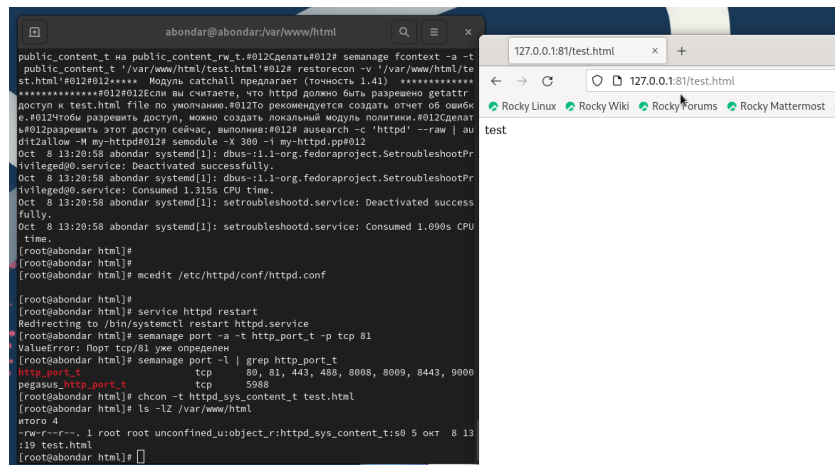 abondar@abondar:/var/www/html
public_content_t на public_content_rw_t.#012Сделать#012# semanage fcontext -a -t
public_content_t '/var/www/html/test.html'#012# restorecon -v '/var/www/html/te
st.html'#012#012***** Модуль catchall предлагает (точность 1.41) *************
**************#012#012Если вы считаете, что httpd должно быть разрешено getattr
доступ к test.html file по умолчанию.#012То рекомендуется создать отчет об ошибк
е.#012Чтобы разрешить доступ, можно создать локальный модуль политики.#012Сделат
ь#012разрешить этот доступ сейчас, выполнив:#012# ausearch -c 'httpd' --raw | au
dit2allow -M my-httpd#012# semodule -X 300 -i my-httpd.pp#012
Oct  8 13:20:58 abondar systemd[1]: dbus-:1.1-org.fedoraproject.SetroubleshootPr
ivileged@0.service: Deactivated successfully.
Oct  8 13:20:58 abondar systemd[1]: dbus-:1.1-org.fedoraproject.SetroubleshootPr
ivileged@0.service: Consumed 1.315s CPU time.
Oct  8 13:20:58 abondar systemd[1]: setroubleshootd.service: Deactivated success
fully.
Oct  8 13:20:58 abondar systemd[1]: setroubleshootd.service: Consumed 1.090s CPU
time.
[root@abondar html]#
[root@abondar html]#
[root@abondar html]# mcedit /etc/httpd/conf/httpd.conf
[root@abondar html]#
[root@abondar html]# service httpd restart
Redirecting to /bin/systemctl restart httpd.service
[root@abondar html]# semanage port -a -t http_port_t -p tcp 81
ValueError: Порт tcp/81 уже определен
[root@abondar html]# semanage port -l | grep http_port_t
http_port_t tcp 80, 81, 443, 488, 8008, 8009, 8443, 9000
pegasus_http_port_t tcp 5988
[root@abondar html]# chcon -t httpd_sys_content_t test.html
[root@abondar html]# ls -lZ /var/www/html
итого 4
-rw-r--r--. 1 root root unconfined_u:object_r:httpd_sys_content_t:s0 5 окт  8 13
:19 test.html
[root@abondar html]#
127.0.0.1:81/test.html
127.0.0.1:81/test.html
Rocky Linux Rocky Wiki Rocky Forums Rocky Mattermost
test